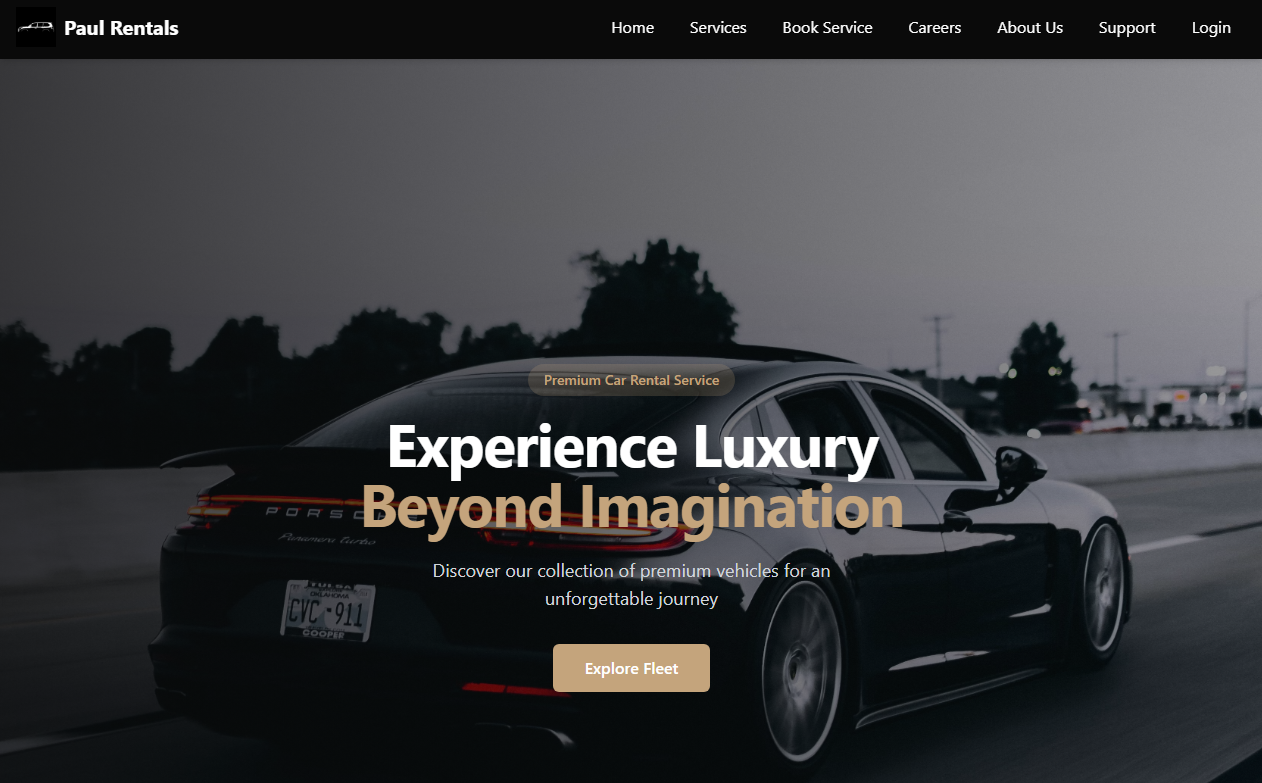 Paul Rentals
Home Services Book Service Careers About Us Support Login
Premium Car Rental Service
Experience Luxury
Beyond Imagination
PORSCH
Panamera turbo
Discover our collection of premium vehicles for an
unforgettable journey
TULSA
OKLAHOMA
CVC-911
COOPER
Explore Fleet